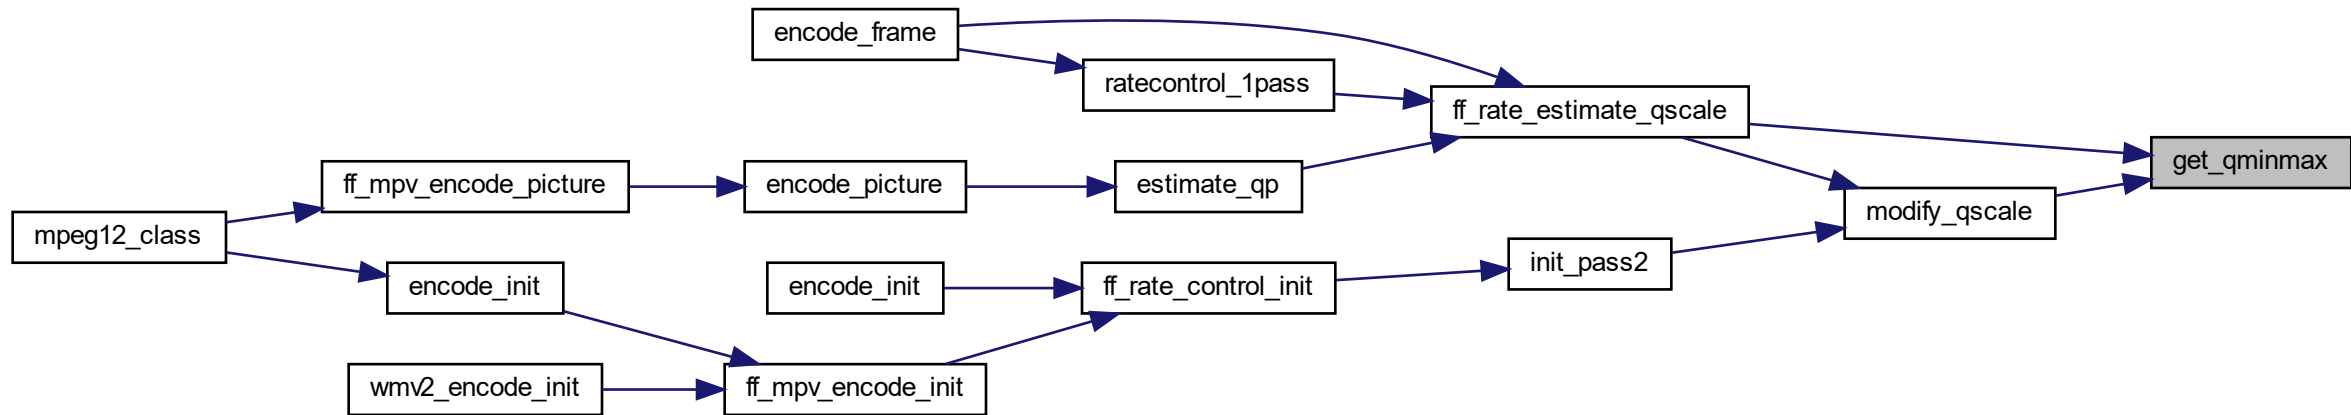 encode_frame
ratecontrol_1pass
ff_rate_estimate_qscale
get_qminmax
ff_mpv_encode_picture
encode_picture
estimate_qp
modify_qscale
mpeg12_class
init_pass2
encode_init
encode_init
ff_rate_control_init
wmv2_encode_init
ff_mpv_encode_init